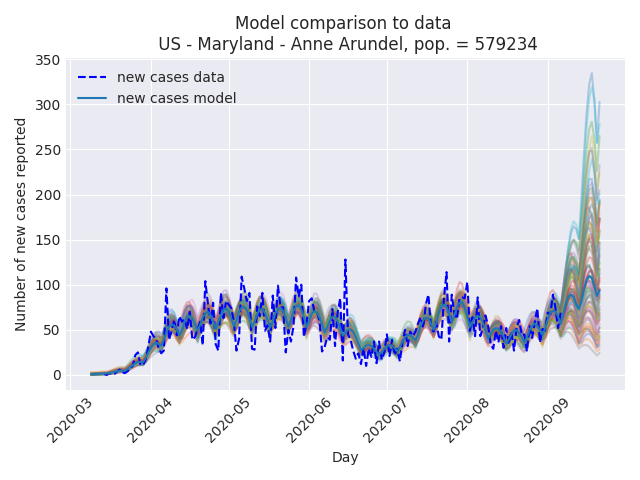 Model comparison to data
US - Maryland - Anne Arundel, pop. = 579234
350
300
250
200
150
100
50
0
Number of new cases reported
new cases data
new cases model
2020-03
2020-04
2020-05
2020-06
2020-07
2020-08
2020-09
Day